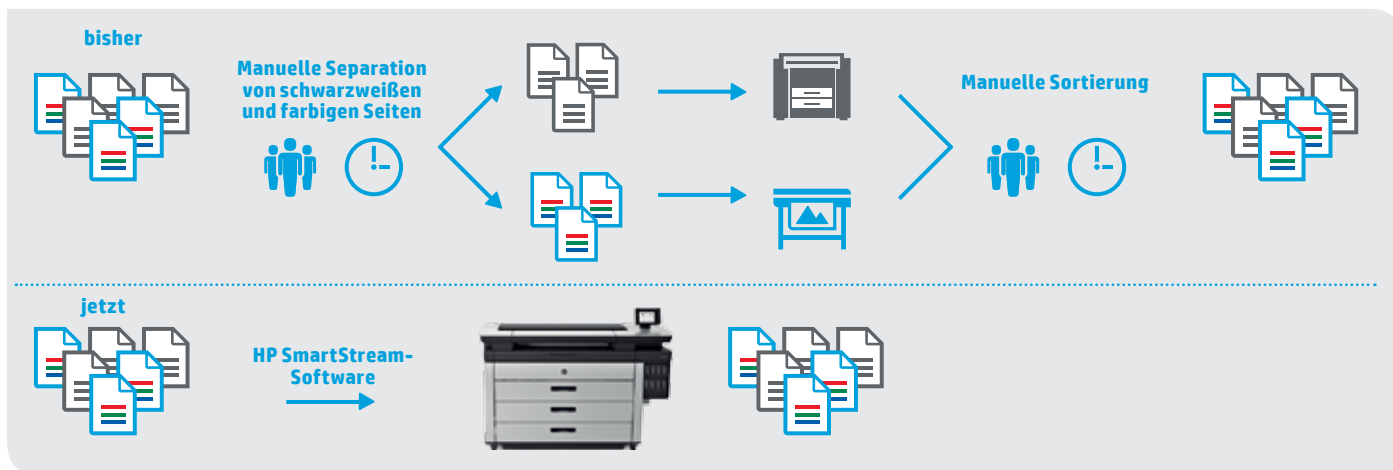 bisher
Manuelle Separation
von schwarzweißen
und farbigen Seiten
Manuelle Sortierung
jetzt
HP SmartStream-
Software